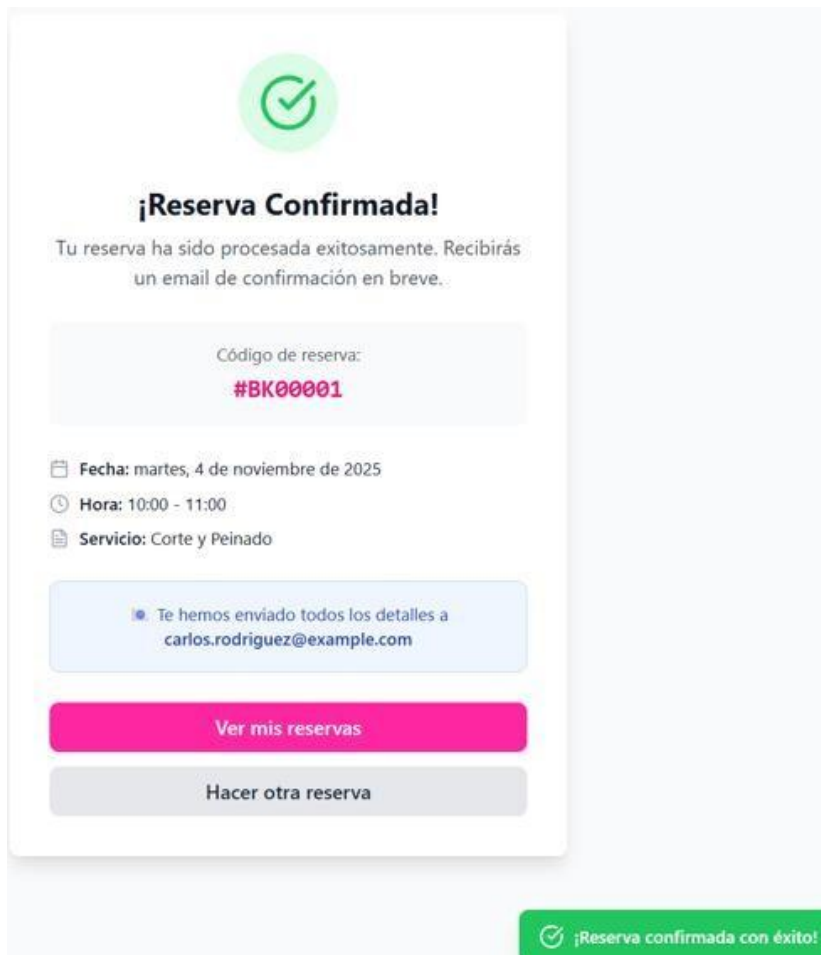 ¡Reserva Confirmada!
Tu reserva ha sido procesada exitosamente. Recibirás
un email de confirmación en breve.
Código de reserva:
#BK00001
Fecha: martes, 4 de noviembre de 2025
Hora: 10:00 - 11:00
Servicio: Corte y Peinado
Te hemos enviado todos los detalles a
carlos.rodriguez@example.com
Ver mis reservas
Hacer otra reserva
¡Reserva confirmada con éxito!